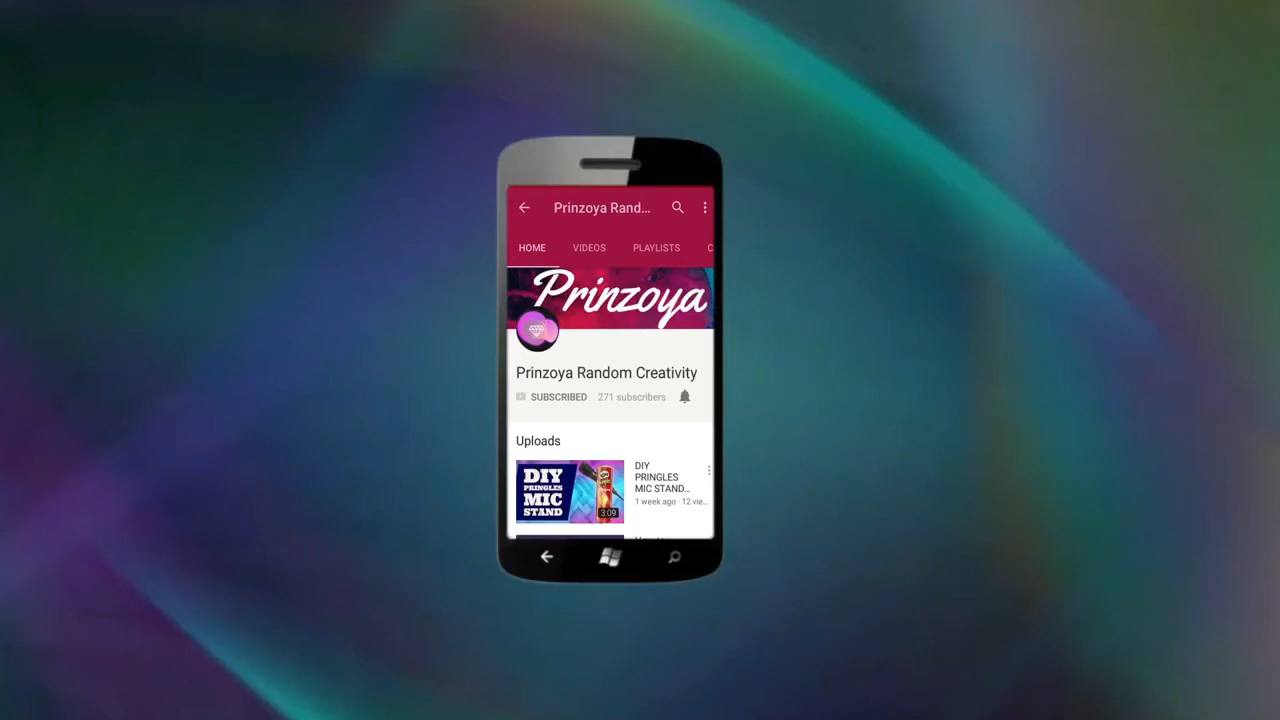 Prinzoya Rand...
HOME VIDEOS PLAYLISTS C
Prinzoya
Prinzoya Random Creativity
SUBSCRIBED 271 subscribers
Uploads
DIY
PRINGLES
MIC
STAND
3:09
DIY
PRINGLES
MIC STAND...
1 week ago · 12 vie...